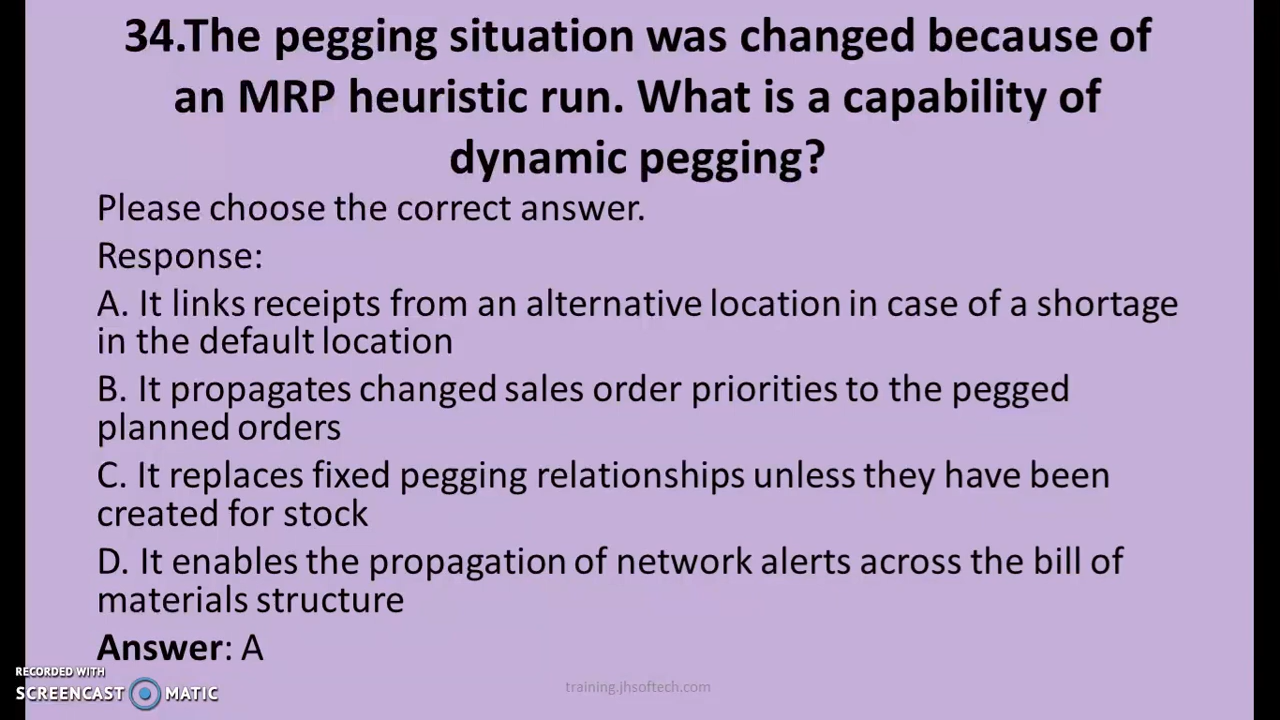 34.The pegging situation was changed because of
an MRP heuristic run. What is a capability of
dynamic pegging?
Please choose the correct answer.
Response:
A. It links receipts from an alternative location in case of a shortage
in the default location
B. It propagates changed sales order priorities to the pegged
planned orders
C. It replaces fixed pegging relationships unless they have been
created for stock
D. It enables the propagation of network alerts across the bill of
materials structure
Answer: A
RECORDED WITH
SCREENCAST MATIC
training.jhsoftech.com